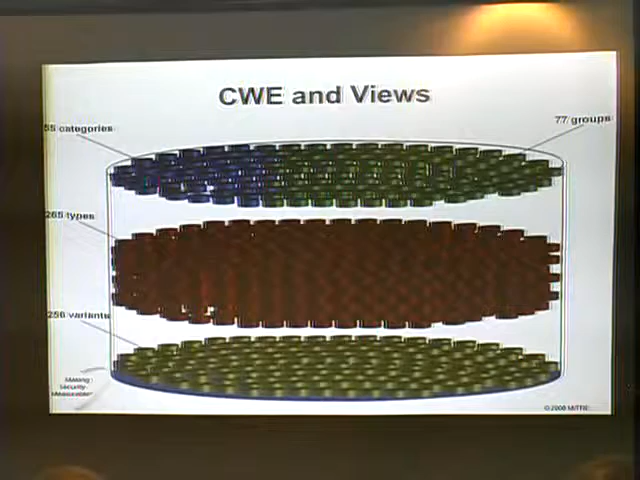 CWE and Views
55 categories
77 groups
265 types
256 variants
Making
Security
Measurable
© 2008 MITRE